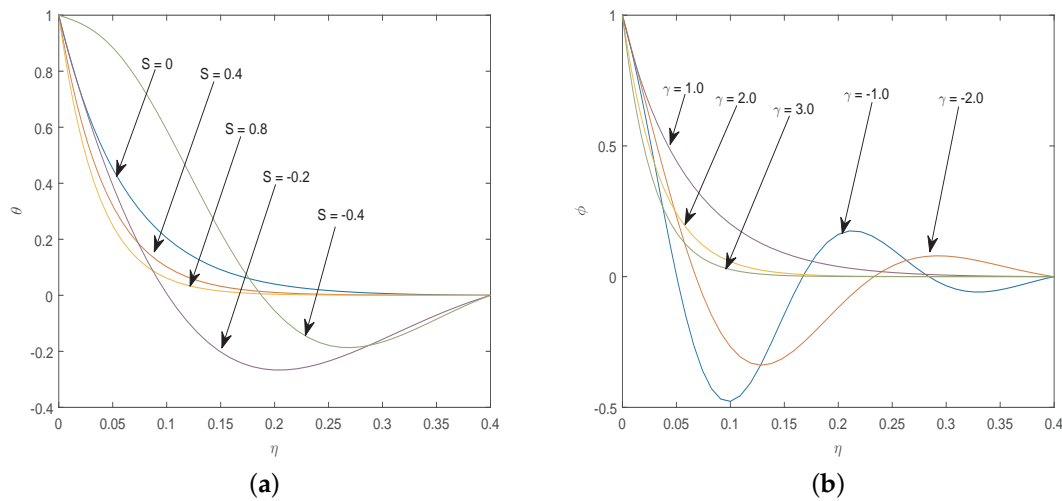 1
0.8
0.6
0.4
0.2
0
-0.2
-0.4
θ
S = 0
S = 0.4
S = 0.8
S = -0.2
S = -0.4
0 0.05 0.1 0.15 0.2 0.25 0.3 0.35 0.4
η
(a)
1
0.5
0
-0.5
ϕ
γ = 1.0
γ = 2.0
γ = 3.0
γ = -1.0
γ = -2.0
0 0.05 0.1 0.15 0.2 0.25 0.3 0.35 0.4
η
(b)